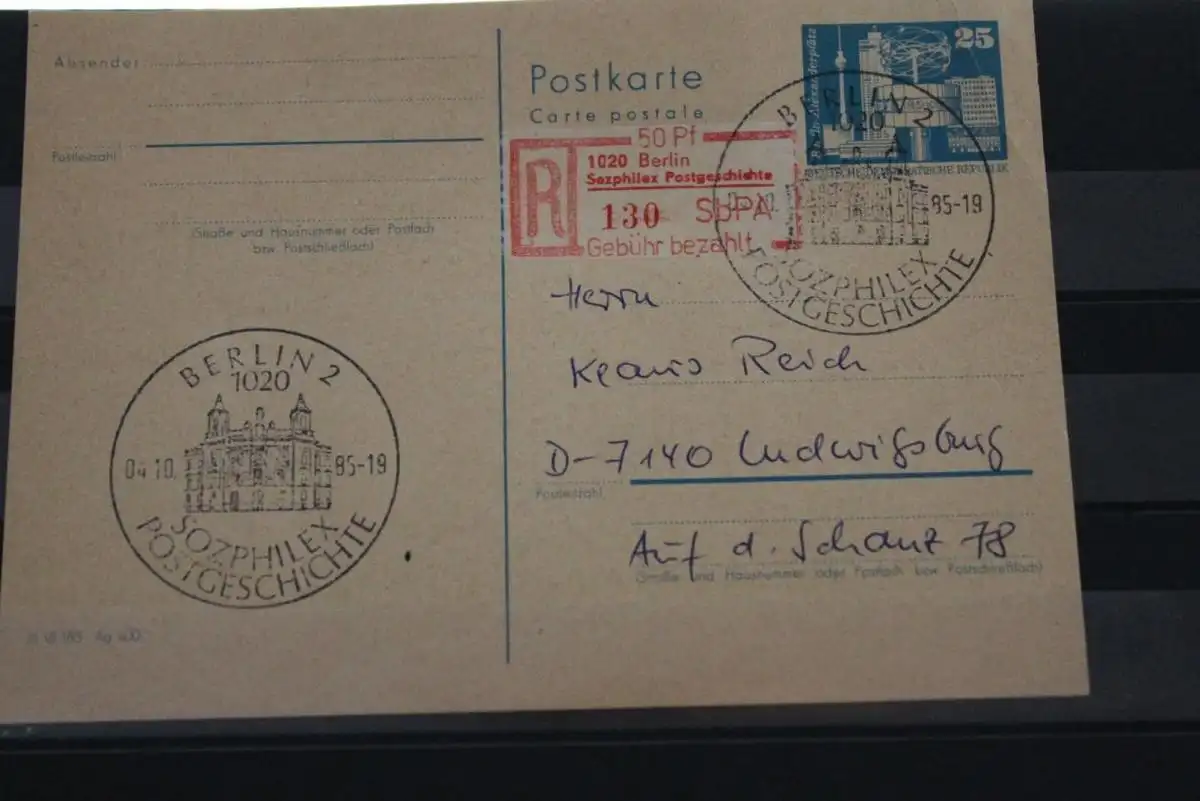 Absender
Postleitzahl
(Straße und Hausnummer oder Postfach
bzw. Postschließfach)
BERLIN 2
1020
04.10. 85-19
SOZPHILEX
POSTGESCHICHTE
Postkarte
Carte postale
25
Berlin, Alexanderplatz
DEUTSCHE DEMOKRATISCHE REPUBLIK
R
50 Pf
1020 Berlin
Sozphilex Postgeschichte
130 SbPA
Gebühr bezahlt
BERLIN 2
1020
85-19
SOZPHILEX
POSTGESCHICHTE
Herrn
Klaus Reich
D-7140 Ludwigsburg
Postleitzahl
Auf d. Schanz 78
(Straße und Hausnummer oder Postfach bzw. Postschließfach)